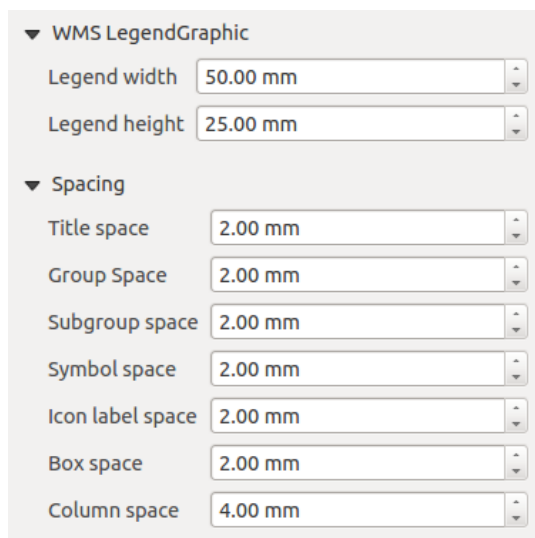 WMS LegendGraphic
Legend width 50.00 mm
Legend height 25.00 mm
Spacing
Title space 2.00 mm
Group Space 2.00 mm
Subgroup space 2.00 mm
Symbol space 2.00 mm
Icon label space 2.00 mm
Box space 2.00 mm
Column space 4.00 mm